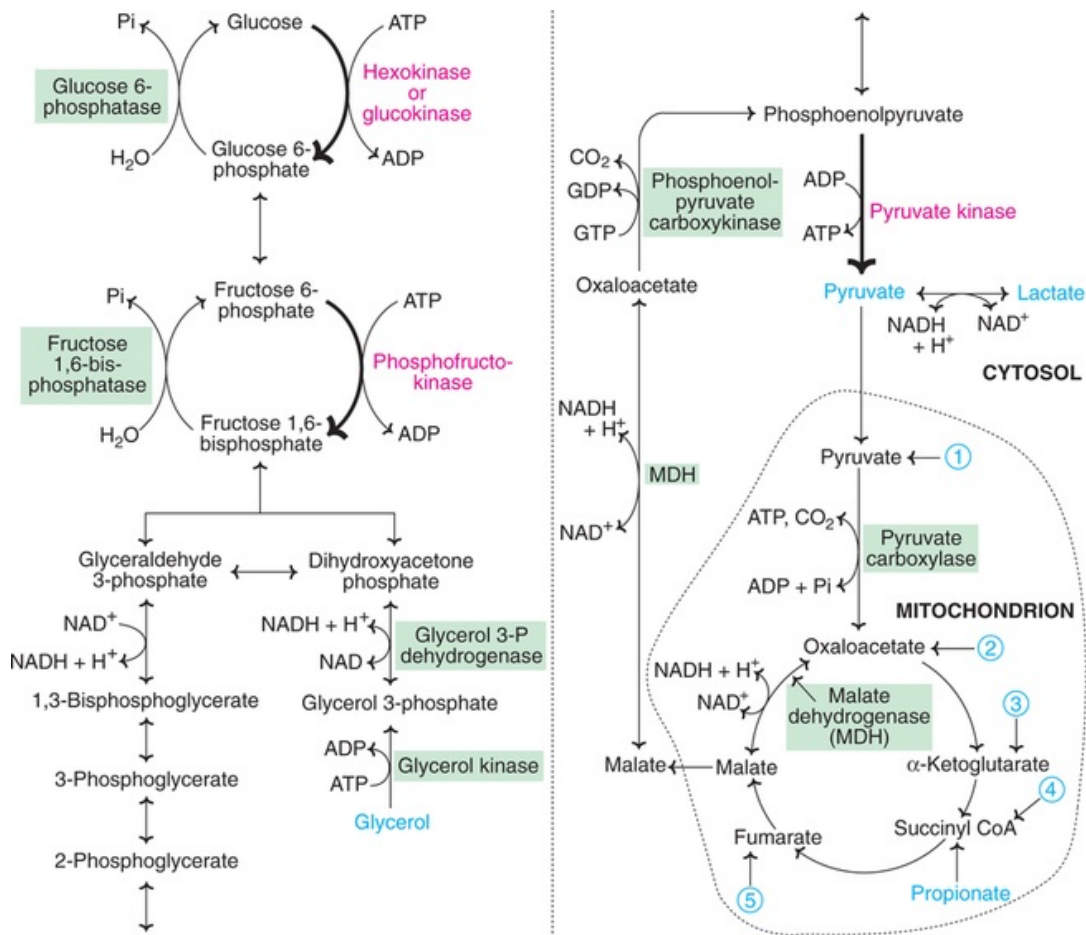 Pi
Glucose
ATP
Glucose 6-
phosphatase
Hexokinase
or
glucokinase
H₂O
Glucose 6-
phosphate
ADP
Pi
Fructose 6-
phosphate
ATP
Fructose
1,6-bis-
phosphatase
Phosphofructo-
kinase
H₂O
Fructose 1,6-
bisphosphate
ADP
Glyceraldehyde
3-phosphate
Dihydroxyacetone
phosphate
NAD⁺
NADH + H⁺
NADH + H⁺
NAD
Glycerol 3-P
dehydrogenase
1,3-Bisphosphoglycerate
Glycerol 3-phosphate
ADP
ATP
Glycerol kinase
Glycerol
3-Phosphoglycerate
2-Phosphoglycerate
Phosphoenolpyruvate
CO₂
GDP
GTP
Phosphoenol-
pyruvate
carboxykinase
ADP
ATP
Pyruvate kinase
Oxaloacetate
Pyruvate
Lactate
NADH
+ H⁺
NAD⁺
CYTOSOL
NADH
+ H⁺
MDH
NAD⁺
Pyruvate
1
ATP, CO₂
ADP + Pi
Pyruvate
carboxylase
MITOCHONDRION
Oxaloacetate
2
NADH + H⁺
NAD⁺
Malate
dehydrogenase
(MDH)
3
Malate
Malate
α-Ketoglutarate
4
Fumarate
Succinyl CoA
5
Propionate